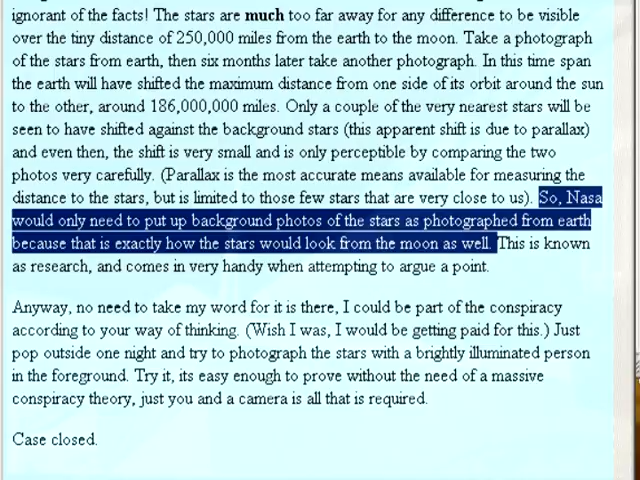 ignorant of the facts! The stars are much too far away for any difference to be visible
over the tiny distance of 250,000 miles from the earth to the moon. Take a photograph
of the stars from earth, then six months later take another photograph. In this time span
the earth will have shifted the maximum distance from one side of its orbit around the sun
to the other, around 186,000,000 miles. Only a couple of the very nearest stars will be
seen to have shifted against the background stars (this apparent shift is due to parallax)
and even then, the shift is very small and is only perceptible by comparing the two
photos very carefully. (Parallax is the most accurate means available for measuring the
distance to the stars, but is limited to those few stars that are very close to us). So, Nasa
would only need to put up background photos of the stars as photographed from earth
because that is exactly how the stars would look from the moon as well. This is known
as research, and comes in very handy when attempting to argue a point.
Anyway, no need to take my word for it is there, I could be part of the conspiracy
according to your way of thinking. (Wish I was, I would be getting paid for this.) Just
pop outside one night and try to photograph the stars with a brightly illuminated person
in the foreground. Try it, its easy enough to prove without the need of a massive
conspiracy theory, just you and a camera is all that is required.
Case closed.